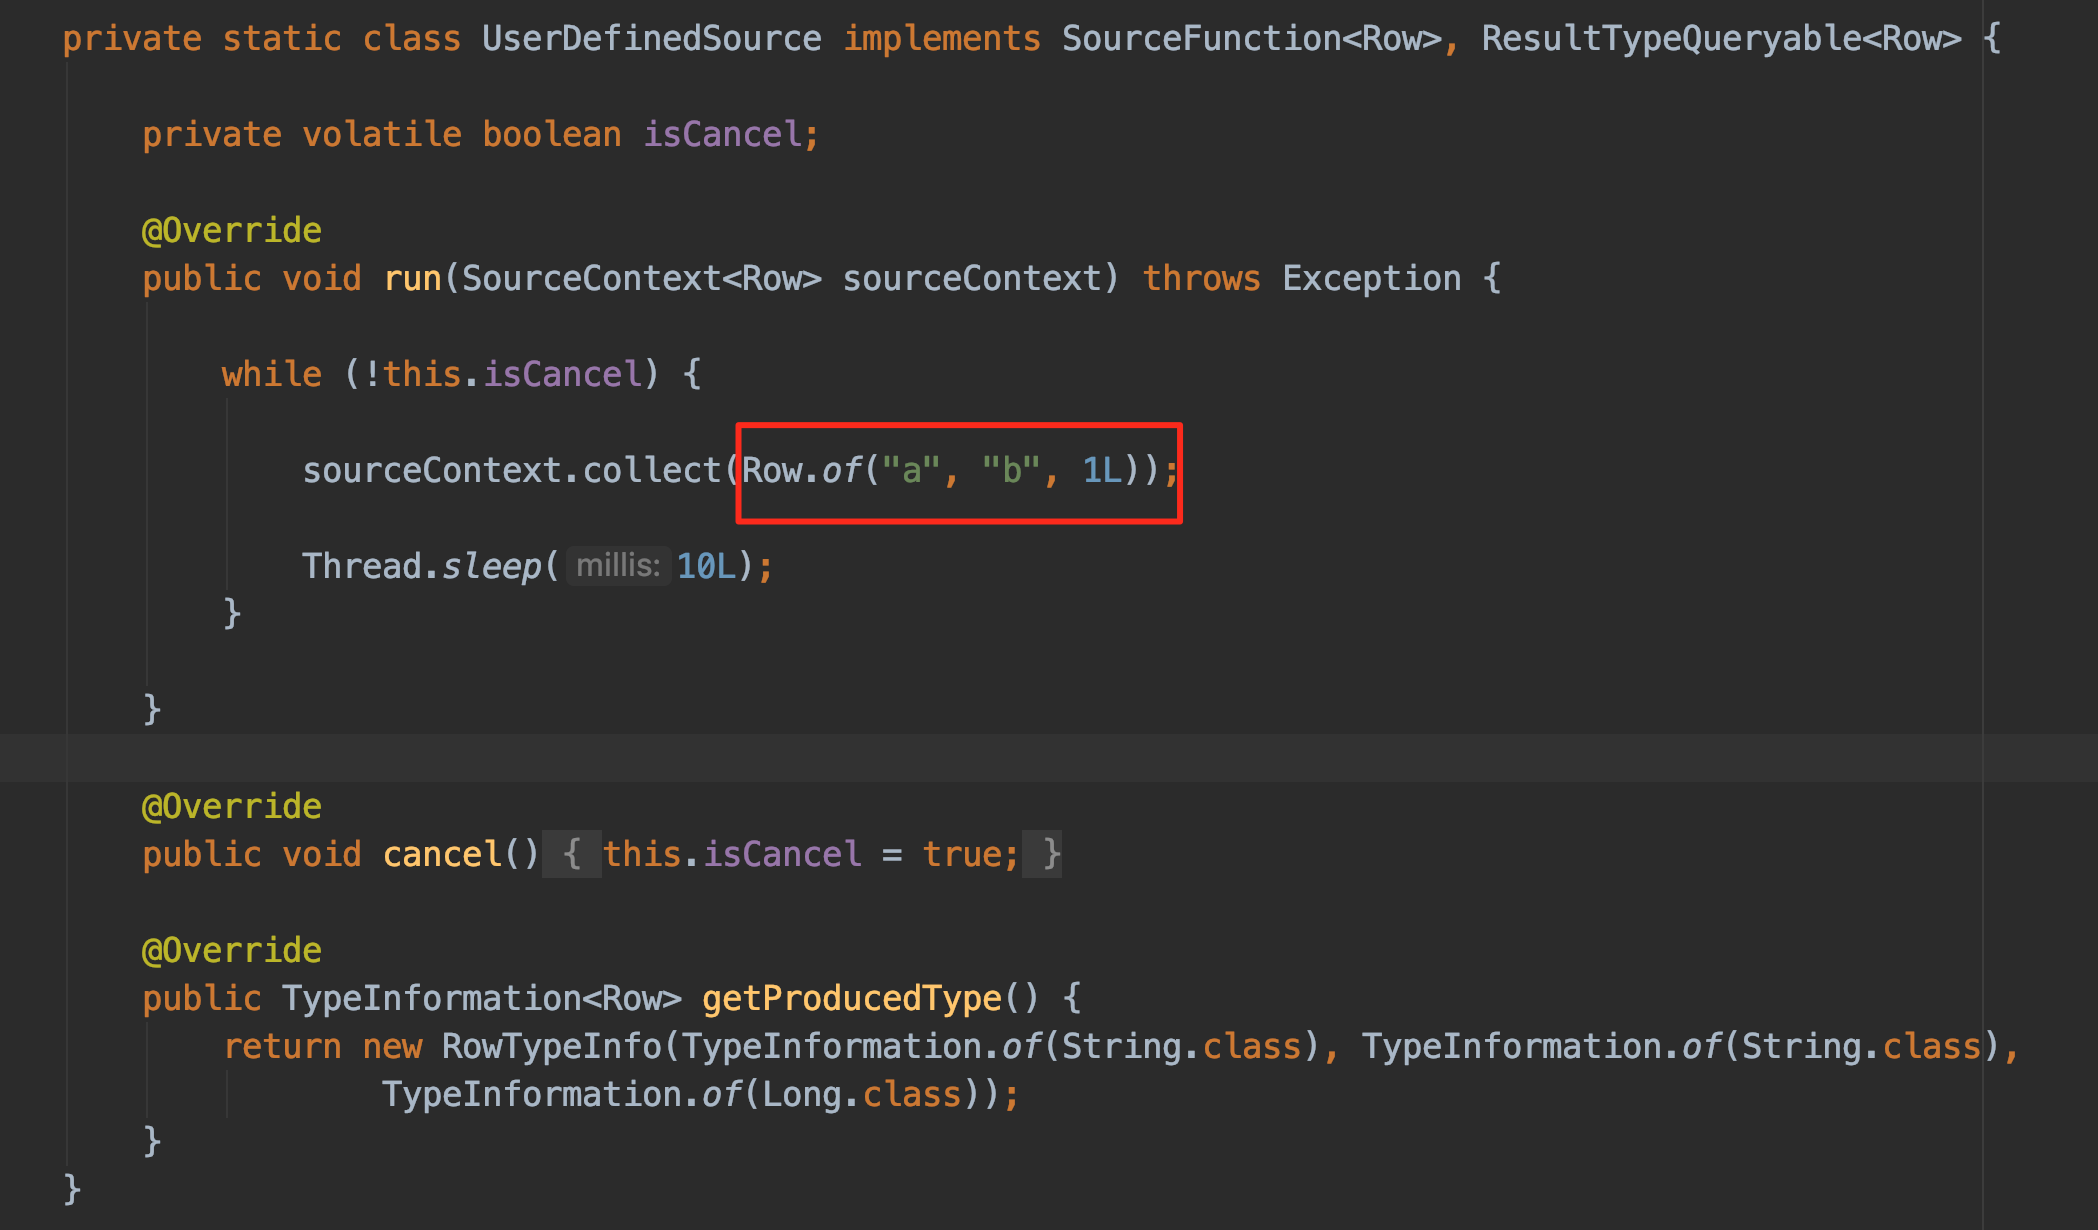 private static class UserDefinedSource implements SourceFunction<Row>, ResultTypeQueryable<Row> {
private volatile boolean isCancel;
@Override
public void run(SourceContext<Row> sourceContext) throws Exception {
while (!this.isCancel) {
sourceContext.collect(Row.of("a", "b", 1L));
Thread.sleep( millis: 10L);
}
}
@Override
public void cancel() { this.isCancel = true; }
@Override
public TypeInformation<Row> getProducedType() {
return new RowTypeInfo(TypeInformation.of(String.class), TypeInformation.of(String.class),
TypeInformation.of(Long.class));
}
}